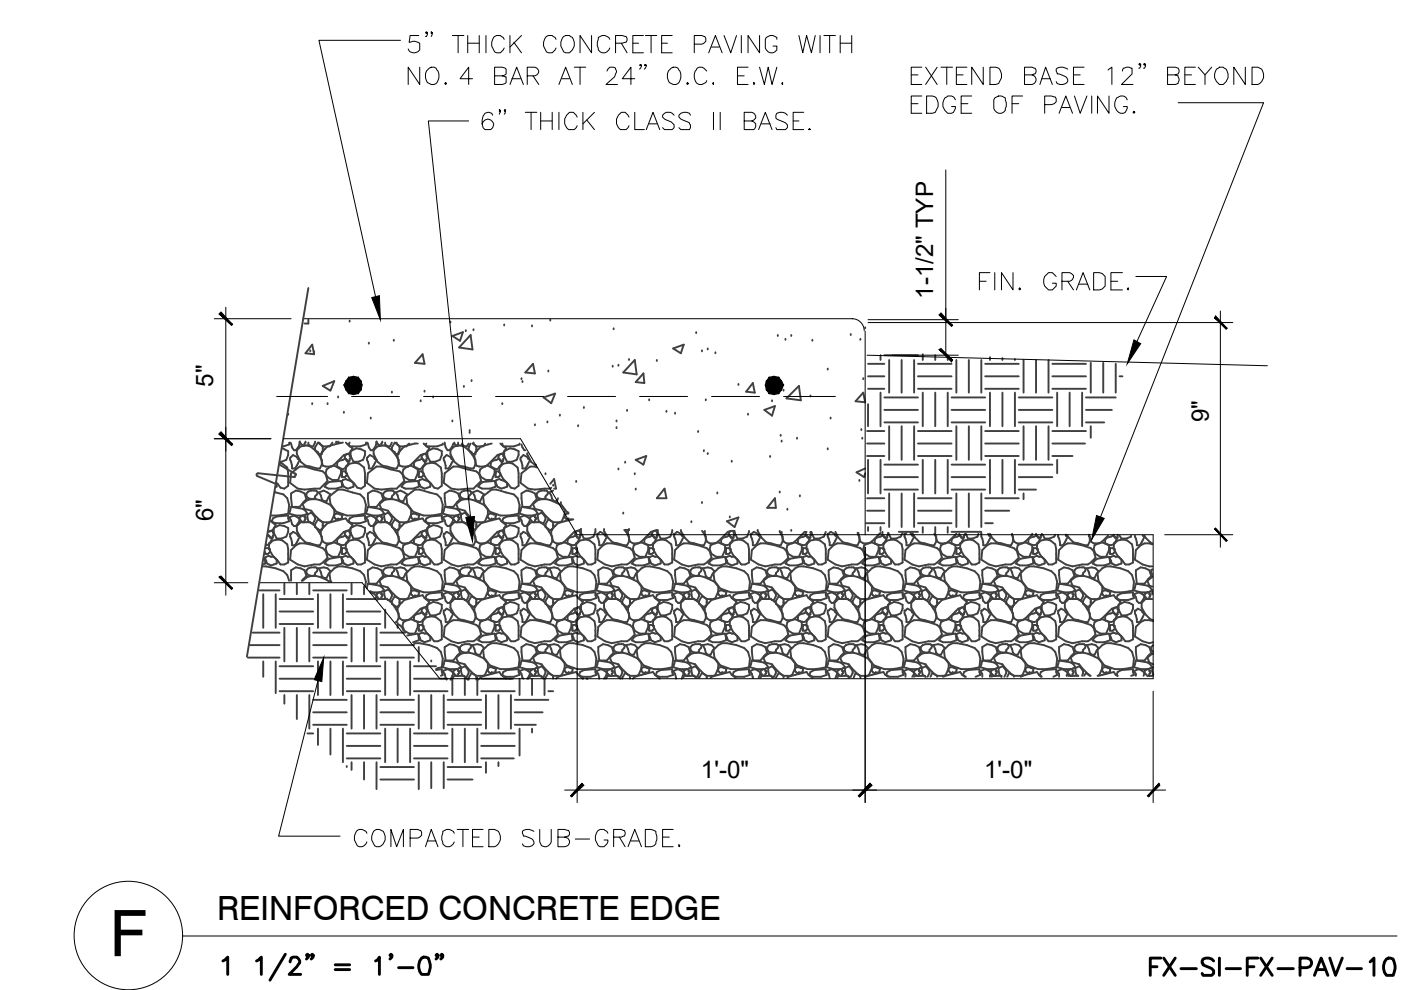 5” THICK CONCRETE PAVING WITH
NO. 4 BAR AT 24” O.C. E.W.
6” THICK CLASS II BASE.
EXTEND BASE 12” BEYOND
EDGE OF PAVING.
1-1/2" TYP
FIN. GRADE.
5"
9"
6"
1'-0"
1'-0"
COMPACTED SUB-GRADE.
F
REINFORCED CONCRETE EDGE
1 1/2” = 1’-0”
FX-SI-FX-PAV-10